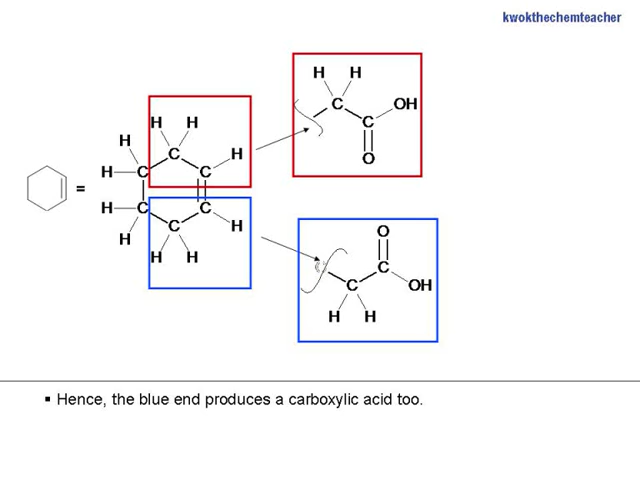 kwokthechemteacher
H H
C OH
C
O
H H
H C H
H C C
=
H C C
H C H
H H
O
C
C OH
H H
▪ Hence, the blue end produces a carboxylic acid too.